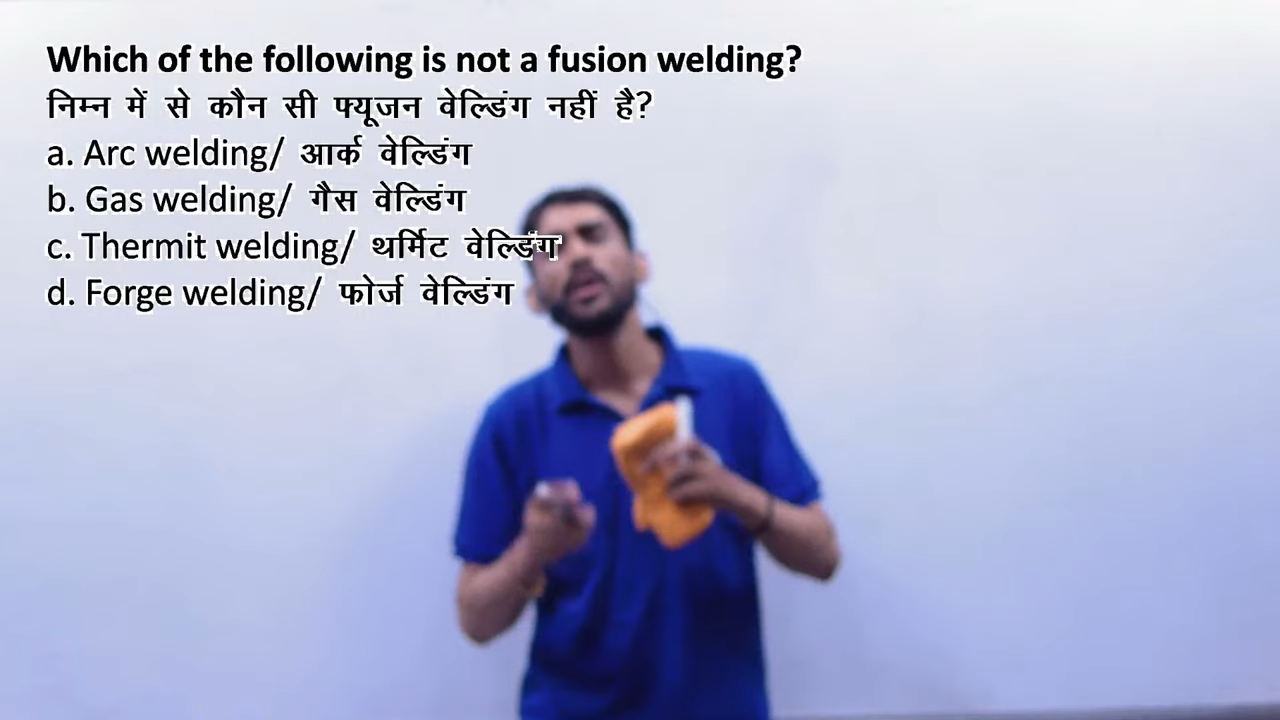 Which of the following is not a fusion welding?
निम्न में से कौन सी फ्यूजन वेल्डिंग नहीं है?
a. Arc welding/ आर्क वेल्डिंग
b. Gas welding/ गैस वेल्डिंग
c. Thermit welding/ थर्मिट वेल्डिंग
d. Forge welding/ फोर्ज वेल्डिंग